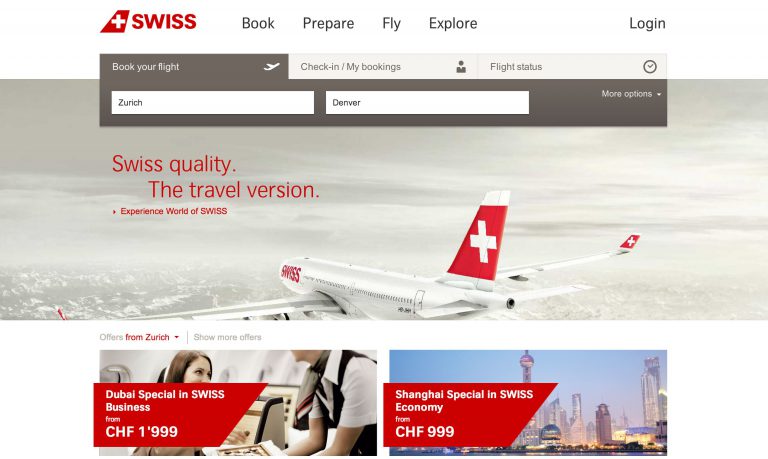 SWISS
Book Prepare Fly Explore Login
Book your flight Check-in / My bookings Flight status
Zurich Denver More options
Swiss quality.
The travel version.
Experience World of SWISS
SWISS
Offers from Zurich Show more offers
Dubai Special in SWISS
Business
from
CHF 1'999
Shanghai Special in SWISS
Economy
from
CHF 999